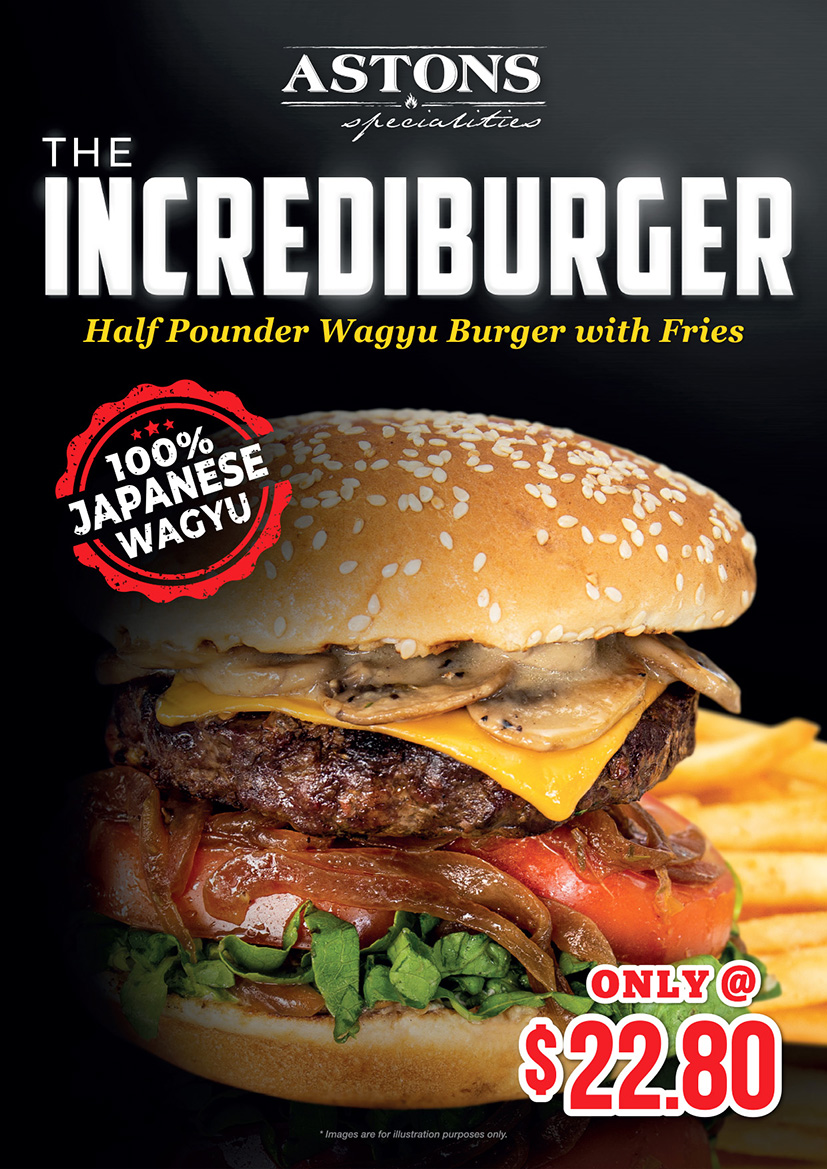 ASTONS
specialities
THE
INCREDIBURGER
Half Pounder Wagyu Burger with Fries
100%
JAPANESE
WAGYU
ONLY @
$22.80
* Images are for illustration purposes only.